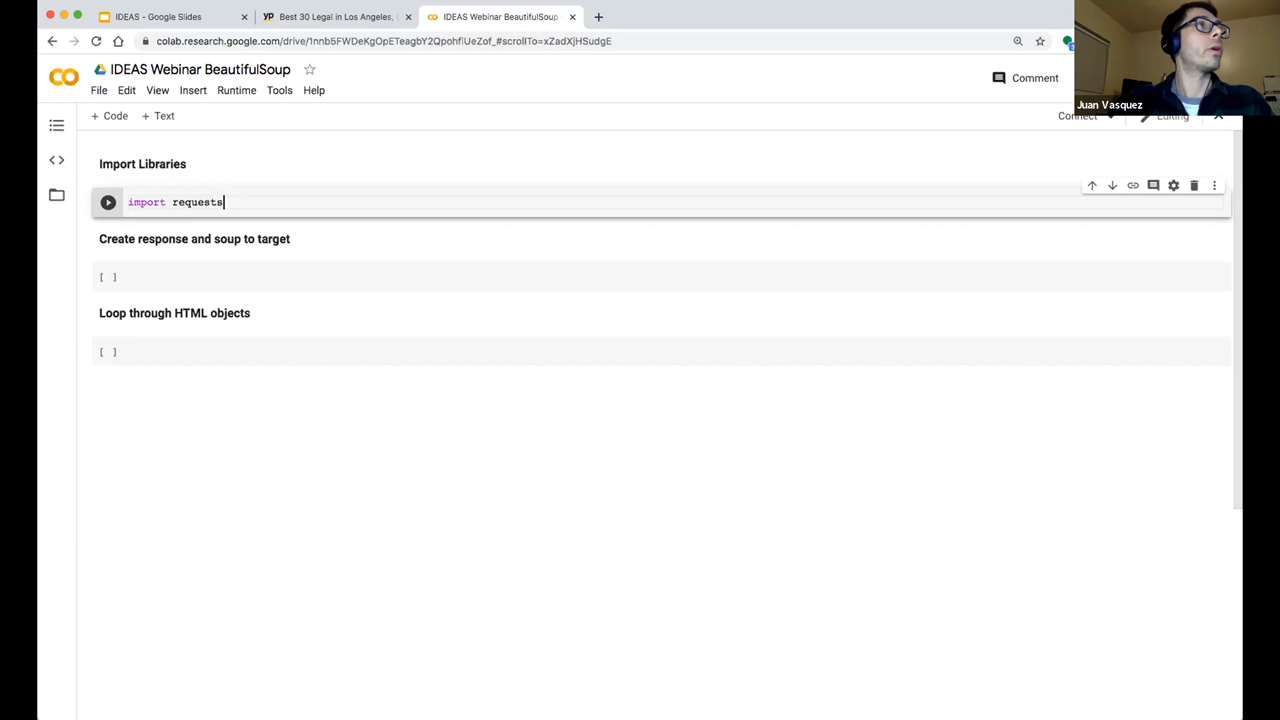 IDEAS - Google Slides
Best 30 Legal in Los Angeles,
IDEAS Webinar BeautifulSoup
colab.research.google.com/drive/1nnb5FWDeKgOpETeagbY2QpohfIUeZof_#scrollTo=xZadXjHSudgE
IDEAS Webinar BeautifulSoup
Comment
File Edit View Insert Runtime Tools Help
Juan Vasquez
+ Code + Text
Connect Editing
Import Libraries
import requests
Create response and soup to target
[ ]
Loop through HTML objects
[ ]